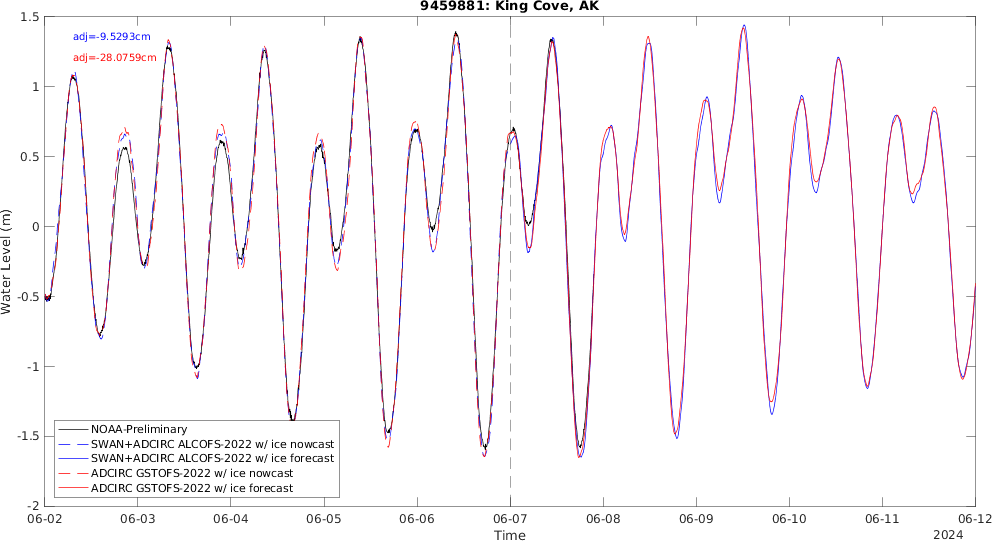 9459881: King Cove, AK
adj=-9.5293cm
adj=-28.0759cm
1.5
1
0.5
0
-0.5
-1
-1.5
-2
Water Level (m)
NOAA-Preliminary
SWAN+ADCIRC ALCOFS-2022 w/ ice nowcast
SWAN+ADCIRC ALCOFS-2022 w/ ice forecast
ADCIRC GSTOFS-2022 w/ ice nowcast
ADCIRC GSTOFS-2022 w/ ice forecast
06-02 06-03 06-04 06-05 06-06 06-07 06-08 06-09 06-10 06-11 06-12
Time
2024